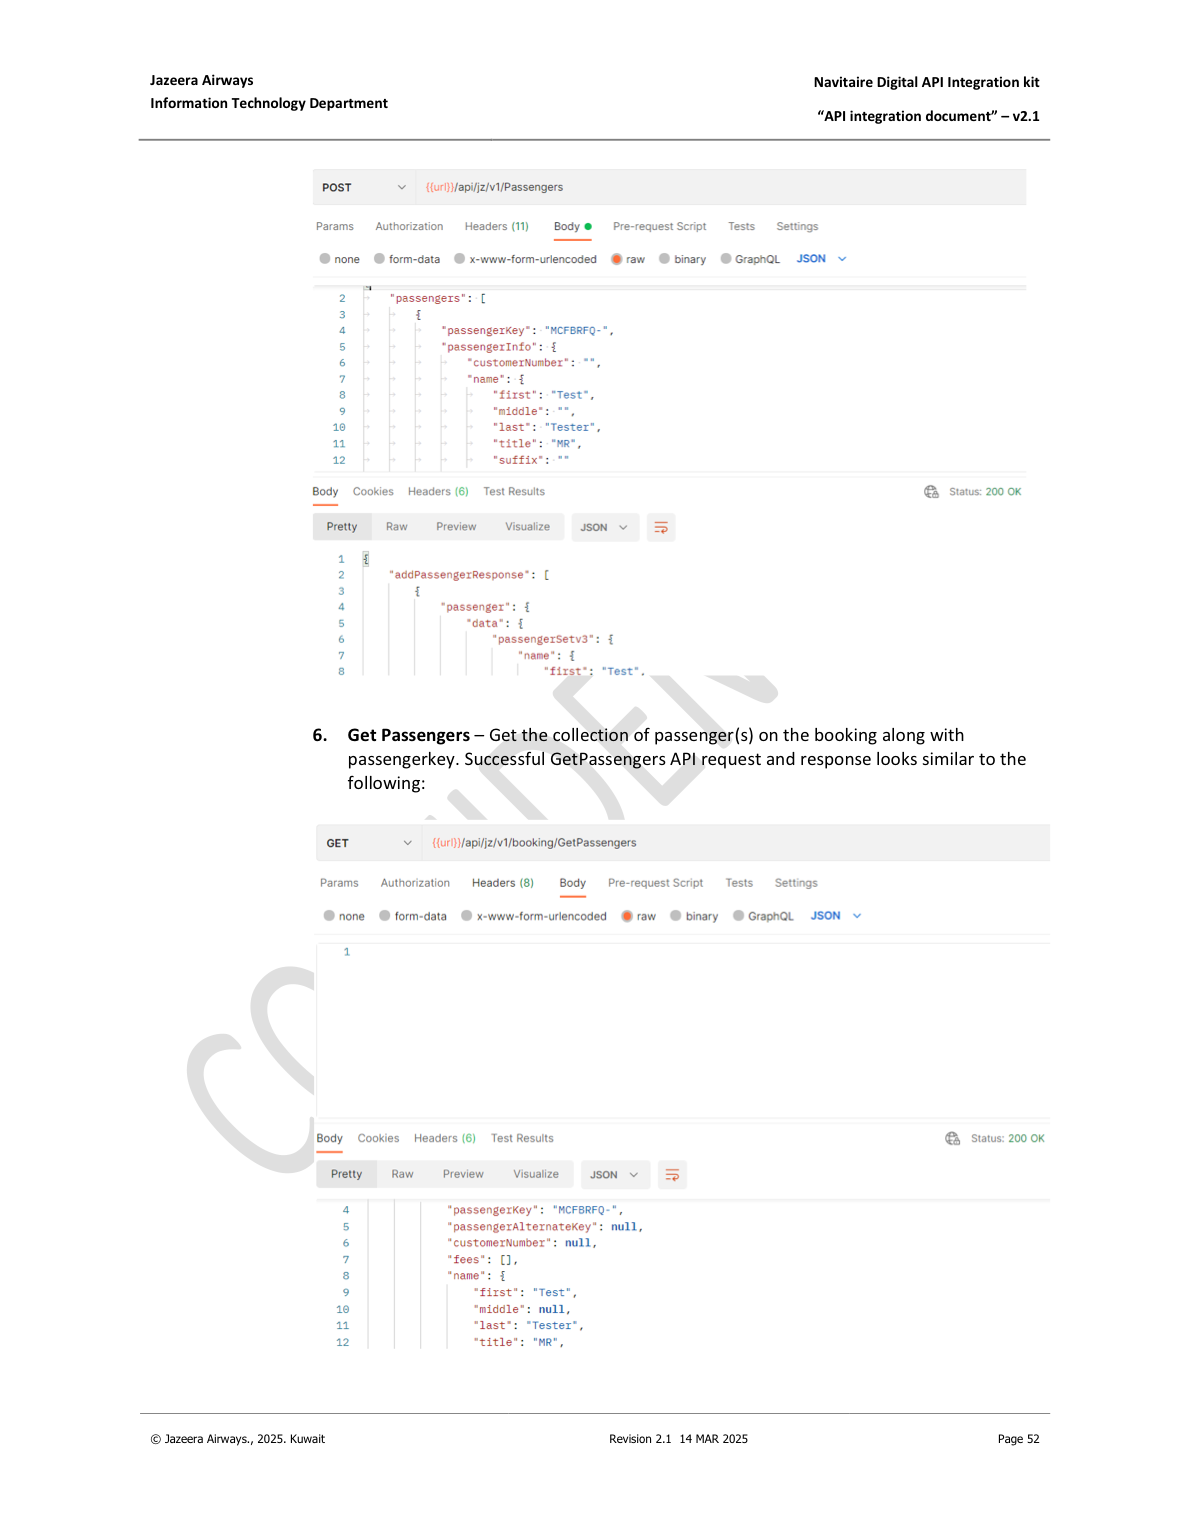 Jazeera Airways
Information Technology Department
Navitaire Digital API Integration kit
“API integration document” – v2.1
POST {{url}}/api/jz/v1/Passengers
Params Authorization Headers (11) Body Pre-request Script Tests Settings
none form-data x-www-form-urlencoded raw binary GraphQL JSON
2 "passengers": [
3 {
4 "passengerKey": "MCFBRFQ-",
5 "passengerInfo": {
6 "customerNumber": "",
7 "name": {
8 "first": "Test",
9 "middle": "",
10 "last": "Tester",
11 "title": "MR",
12 "suffix": ""
Body Cookies Headers (6) Test Results Status: 200 OK
Pretty Raw Preview Visualize JSON
1 {
2 "addPassengerResponse": [
3 {
4 "passenger": {
5 "data": {
6 "passengerSetv3": {
7 "name": {
8 "first": "Test",
6. Get Passengers – Get the collection of passenger(s) on the booking along with
passengerkey. Successful GetPassengers API request and response looks similar to the
following:
GET {{url}}/api/jz/v1/booking/GetPassengers
Params Authorization Headers (8) Body Pre-request Script Tests Settings
none form-data x-www-form-urlencoded raw binary GraphQL JSON
1
Body Cookies Headers (6) Test Results Status: 200 OK
Pretty Raw Preview Visualize JSON
4 "passengerKey": "MCFBRFQ-",
5 "passengerAlternateKey": null,
6 "customerNumber": null,
7 "fees": [],
8 "name": {
9 "first": "Test",
10 "middle": null,
11 "last": "Tester",
12 "title": "MR",
© Jazeera Airways., 2025. Kuwait
Revision 2.1 14 MAR 2025
Page 52